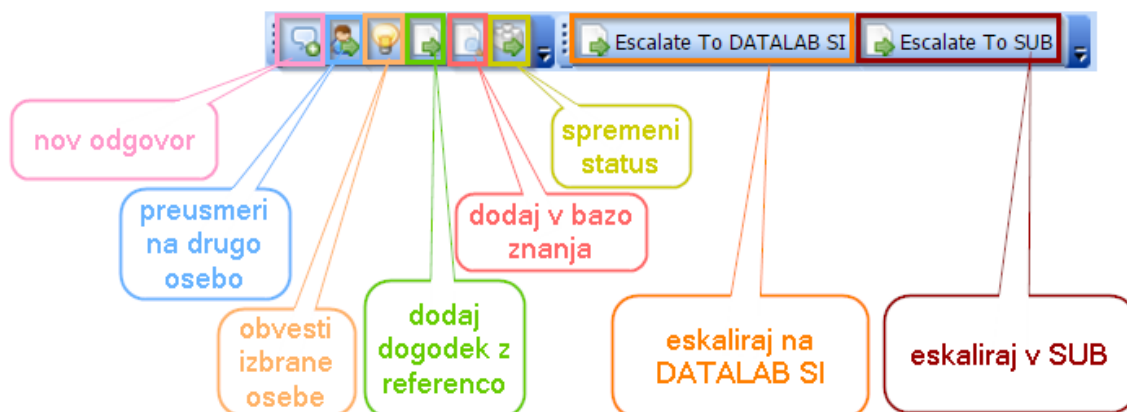 Escalate To DATALAB SI
Escalate To SUB
nov odgovor
spremeni
status
preusmeri
na drugo
osebo
dodaj v bazo
znanja
obvesti
izbrane
osebe
dodaj
dogodek z
referenco
eskaliraj na
DATALAB SI
eskaliraj v SUB